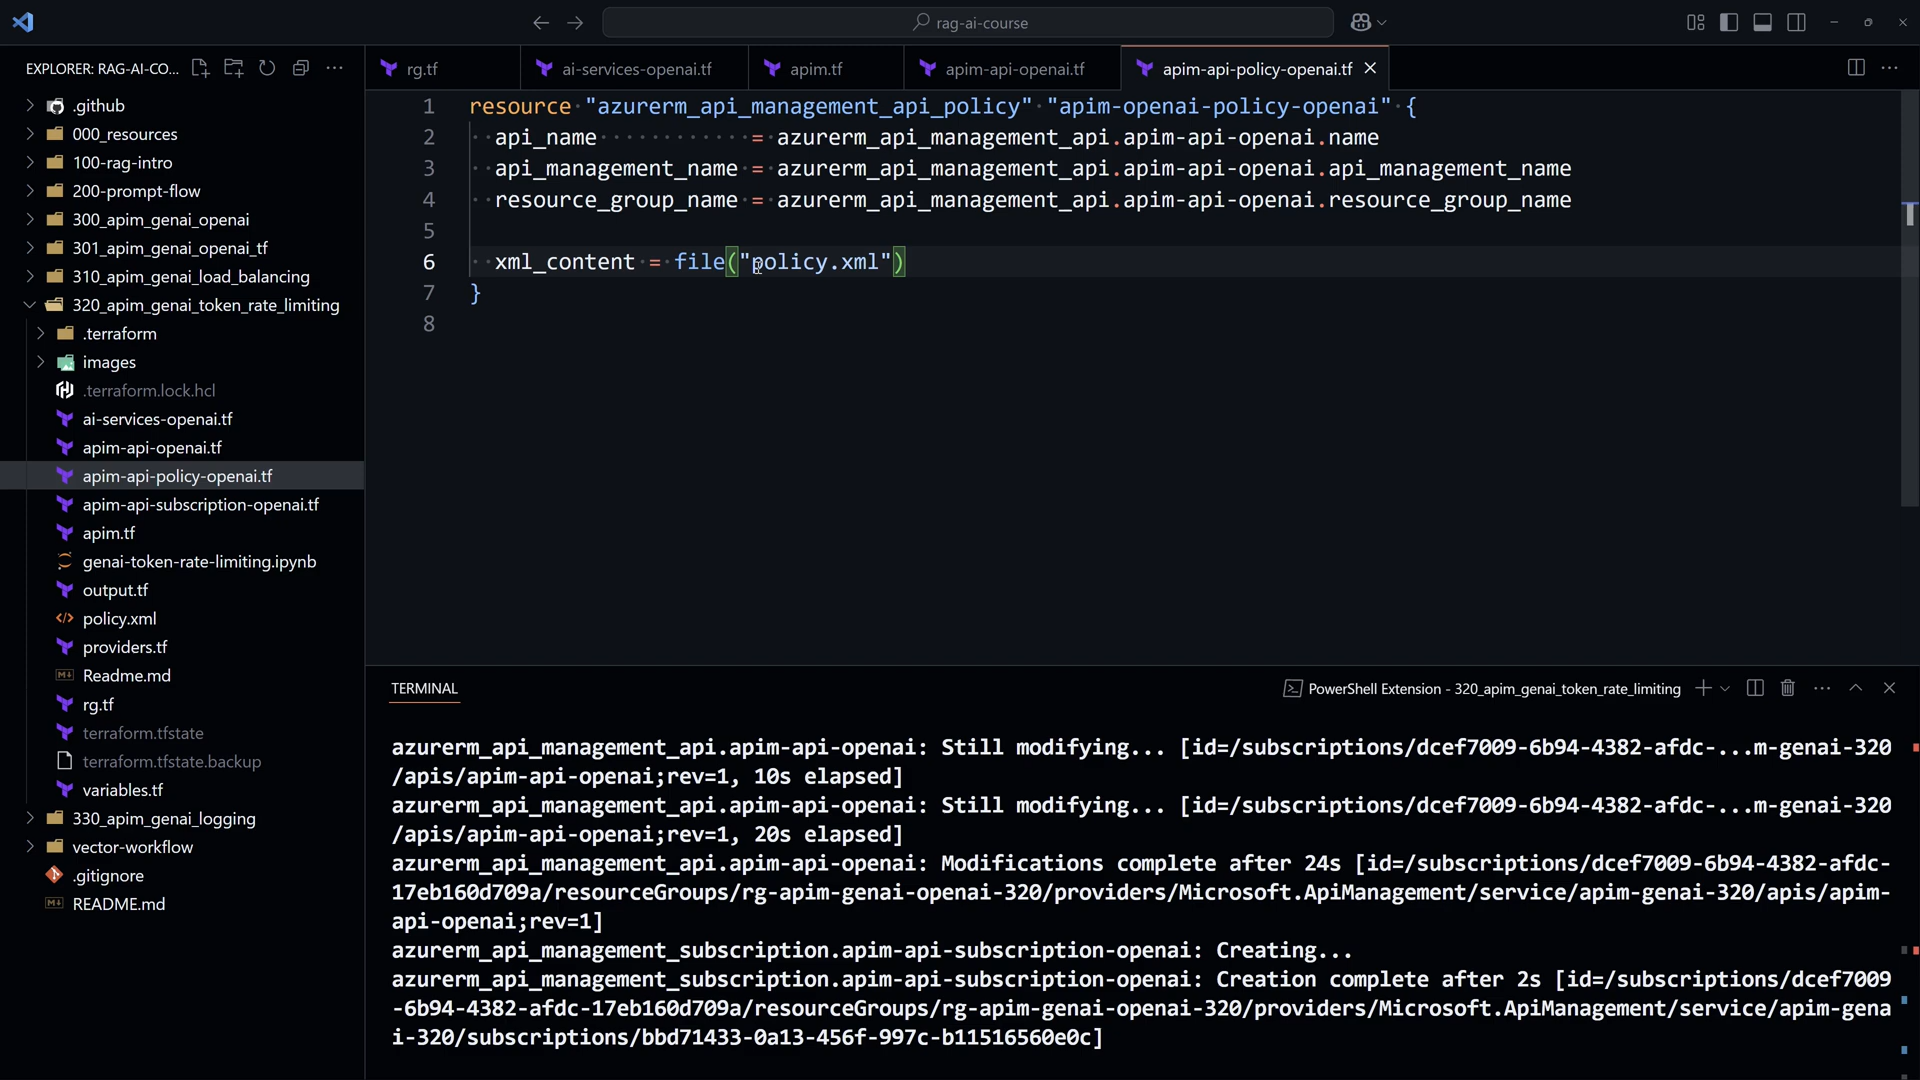 rag-ai-course
EXPLORER: RAG-AI-CO...
.github
000_resources
100-rag-intro
200-prompt-flow
300_apim_genai_openai
301_apim_genai_openai_tf
310_apim_genai_load_balancing
320_apim_genai_token_rate_limiting
.terraform
images
.terraform.lock.hcl
ai-services-openai.tf
apim-api-openai.tf
apim-api-policy-openai.tf
apim-api-subscription-openai.tf
apim.tf
genai-token-rate-limiting.ipynb
output.tf
policy.xml
providers.tf
Readme.md
rg.tf
terraform.tfstate
terraform.tfstate.backup
variables.tf
330_apim_genai_logging
vector-workflow
.gitignore
README.md
rg.tf
ai-services-openai.tf
apim.tf
apim-api-openai.tf
apim-api-policy-openai.tf
1 resource "azurerm_api_management_api_policy" "apim-openai-policy-openai" {
2 api_name = azurerm_api_management_api.apim-api-openai.name
3 api_management_name = azurerm_api_management_api.apim-api-openai.api_management_name
4 resource_group_name = azurerm_api_management_api.apim-api-openai.resource_group_name
5
6 xml_content = file("policy.xml")
7 }
8
TERMINAL
PowerShell Extension - 320_apim_genai_token_rate_limiting
azurerm_api_management_api.apim-api-openai: Still modifying... [id=/subscriptions/dcef7009-6b94-4382-afdc-...m-genai-320
/apis/apim-api-openai;rev=1, 10s elapsed]
azurerm_api_management_api.apim-api-openai: Still modifying... [id=/subscriptions/dcef7009-6b94-4382-afdc-...m-genai-320
/apis/apim-api-openai;rev=1, 20s elapsed]
azurerm_api_management_api.apim-api-openai: Modifications complete after 24s [id=/subscriptions/dcef7009-6b94-4382-afdc-
17eb160d709a/resourceGroups/rg-apim-genai-openai-320/providers/Microsoft.ApiManagement/service/apim-genai-320/apis/apim-
api-openai;rev=1]
azurerm_api_management_subscription.apim-api-subscription-openai: Creating...
azurerm_api_management_subscription.apim-api-subscription-openai: Creation complete after 2s [id=/subscriptions/dcef7009
-6b94-4382-afdc-17eb160d709a/resourceGroups/rg-apim-genai-openai-320/providers/Microsoft.ApiManagement/service/apim-gena
i-320/subscriptions/bbd71433-0a13-456f-997c-b11516560e0c]